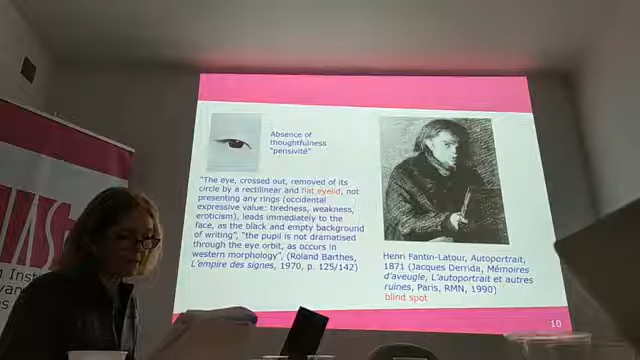 Absence of
thoughtfulness
"pensivité"
"The eye, crossed out, removed of its
circle by a rectilinear and flat eyelid, not
presenting any rings (occidental
expressive value: tiredness, weakness,
eroticism), leads immediately to the
face, as the black and empty background
of writing", "the pupil is not dramatised
through the eye orbit, as occurs in
western morphology", (Roland Barthes,
L'empire des signes, 1970, p. 125/142)
Henri Fantin-Latour, Autoportrait,
1871 (Jacques Derrida, Mémoires
d'aveugle, L'autoportrait et autres
ruines, Paris, RMN, 1990)
blind spot
10
NIAS